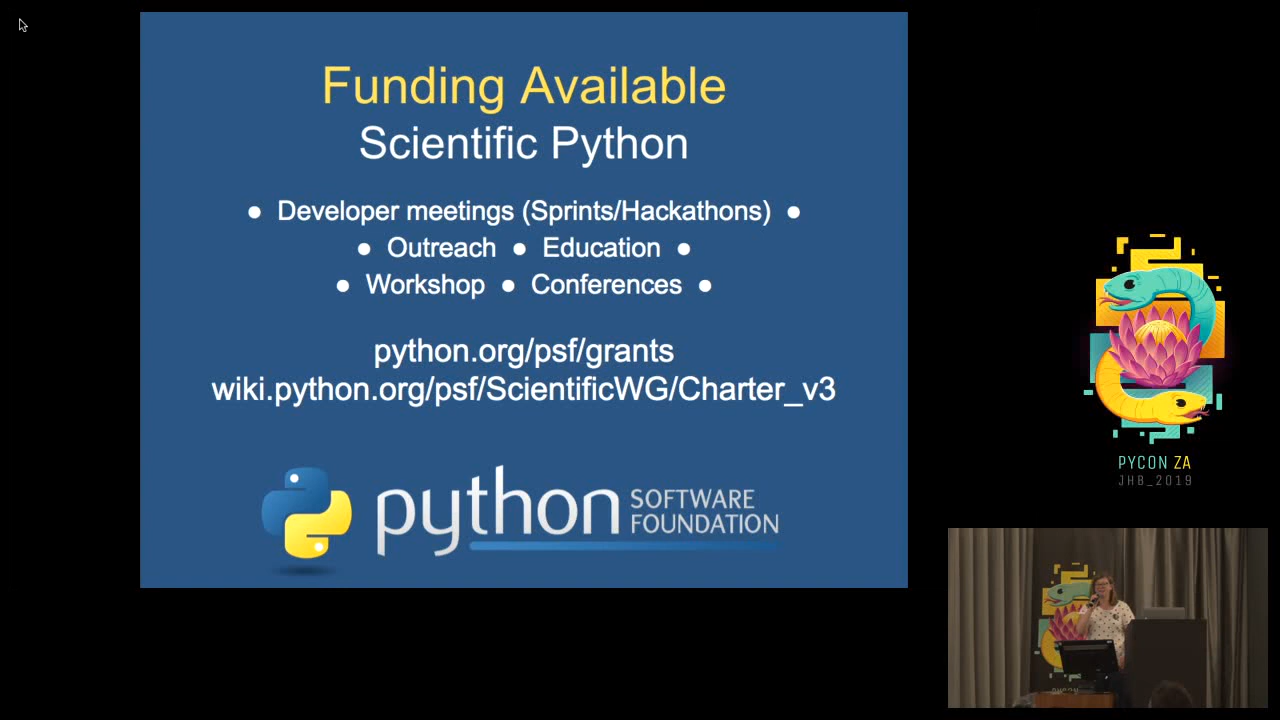 Funding Available
Scientific Python
● Developer meetings (Sprints/Hackathons) ●
● Outreach ● Education ●
● Workshop ● Conferences ●
python.org/psf/grants
wiki.python.org/psf/ScientificWG/Charter_v3
python SOFTWARE
FOUNDATION
PYCON ZA
JHB_2019
PYCON